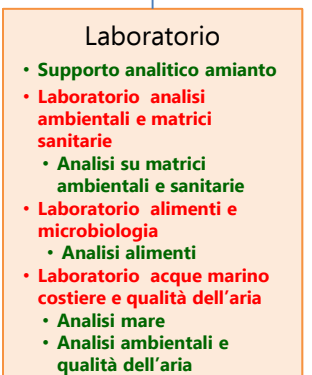 Laboratorio
• Supporto analitico amianto
• Laboratorio analisi
ambientali e matrici
sanitarie
• Analisi su matrici
ambientali e sanitarie
• Laboratorio alimenti e
microbiologia
• Analisi alimenti
• Laboratorio acque marino
costiere e qualità dell'aria
• Analisi mare
• Analisi ambientali e
qualità dell'aria